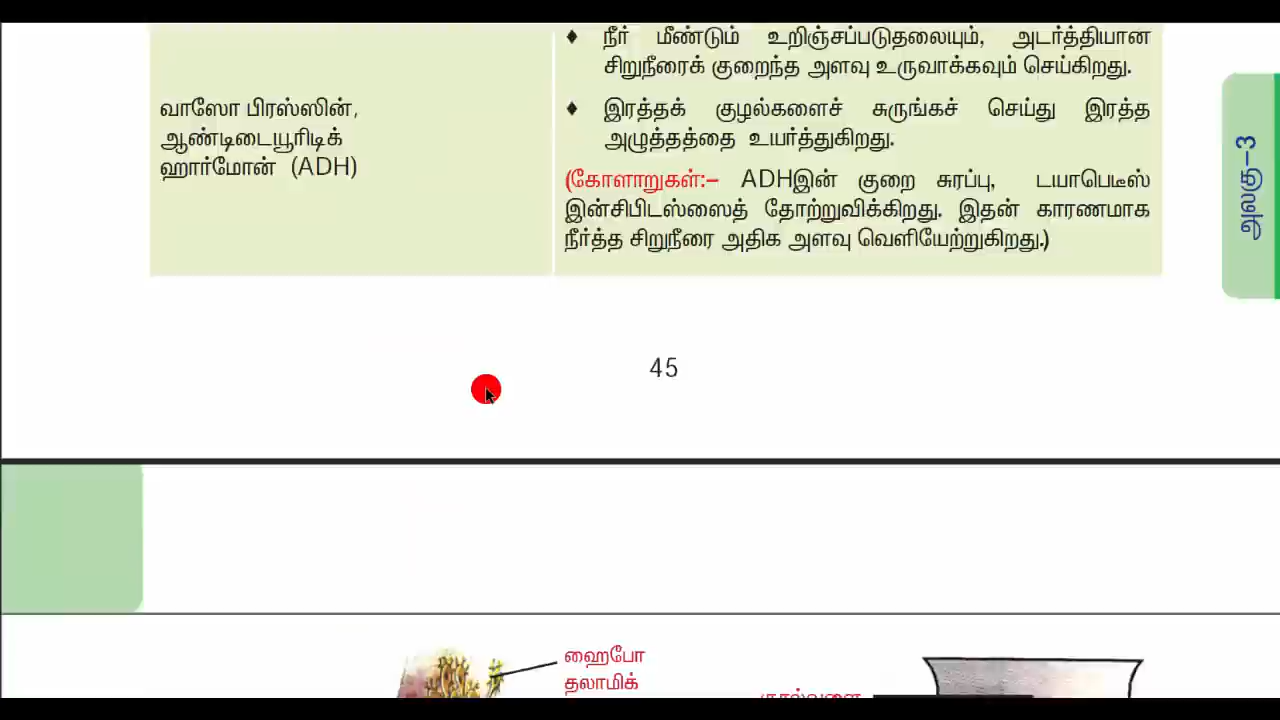 நீர் மீண்டும் உறிஞ்சப்படுதலையும், அடர்த்தியான
சிறுநீரைக் குறைந்த அளவு உருவாக்கவும் செய்கிறது.
வாஸோ பிரஸ்ஸின்,
ஆண்டிடையூரிடிக்
ஹார்மோன் (ADH)
இரத்தக் குழல்களைச் சுருங்கச் செய்து இரத்த
அழுத்தத்தை உயர்த்துகிறது.
(கோளாறுகள்:– ADHஇன் குறை சுரப்பு, டயாபெடீஸ்
இன்சிபிடஸ்ஸைத் தோற்றுவிக்கிறது. இதன் காரணமாக
நீர்த்த சிறுநீரை அதிக அளவு வெளியேற்றுகிறது.)
அலகு–3
45
ஹைபோ
தலாமிக்